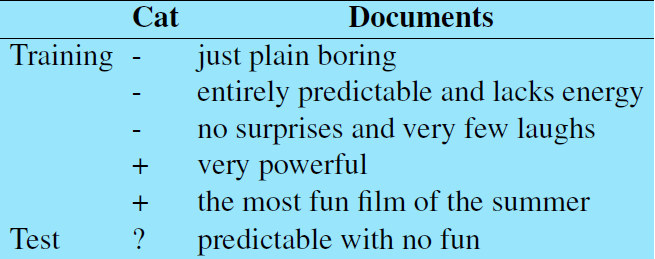 Cat Documents
Training - just plain boring
- entirely predictable and lacks energy
- no surprises and very few laughs
+ very powerful
+ the most fun film of the summer
Test ? predictable with no fun